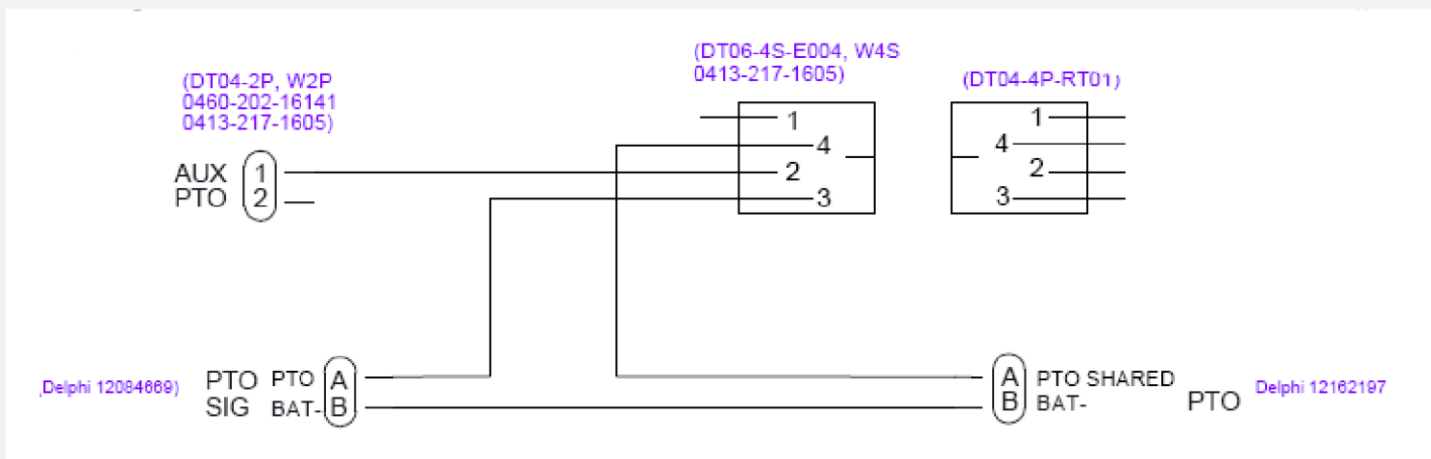 (DT04-2P, W2P
0460-202-16141
0413-217-1605)
AUX 1
PTO 2
(DT06-4S-E004, W4S
0413-217-1605)
1
4
2
3
(DT04-4P-RT01)
1
4
2
3
,Delphi 12084669)
PTO PTO A
SIG BAT- B
A PTO SHARED
B BAT-
PTO
Delphi 12162197